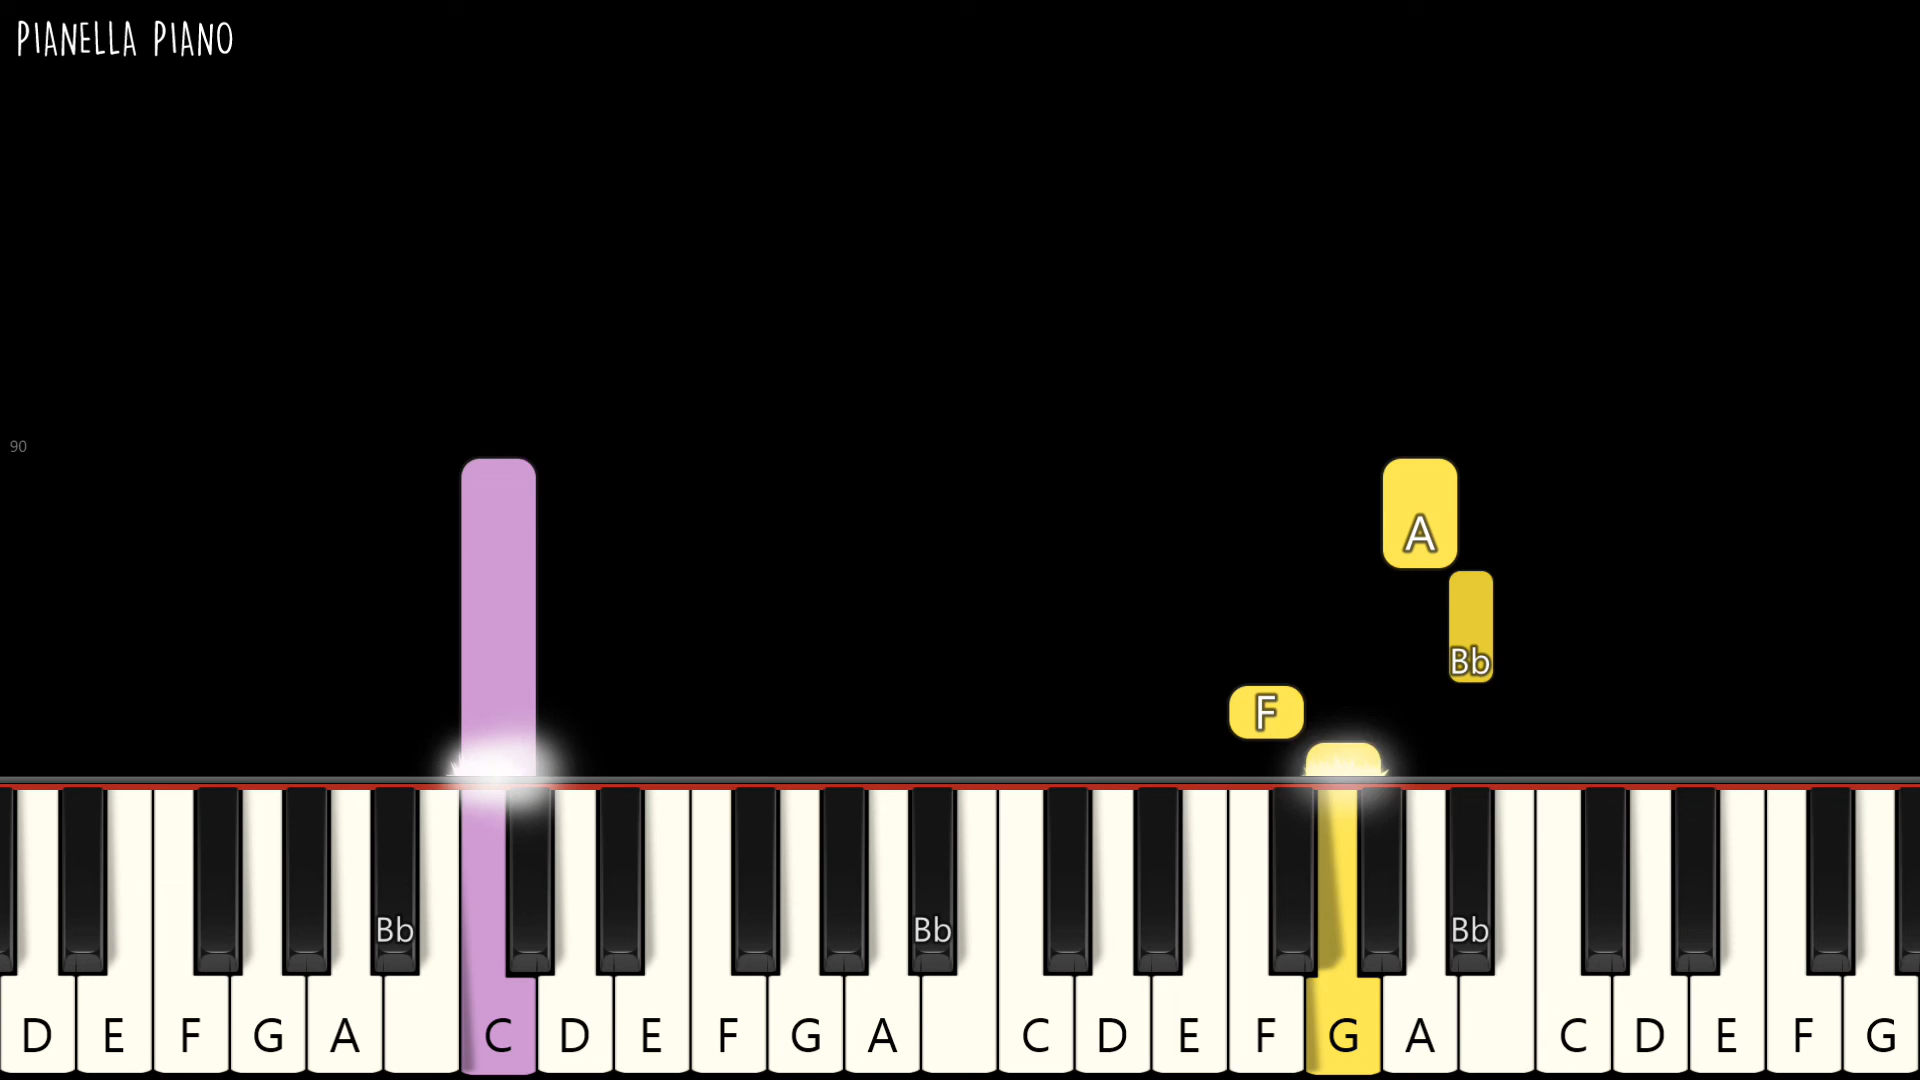 PIANELLA PIANO
90
A
Bb
F
Bb Bb Bb
D E F G A C D E F G A C D E F G A C D E F G